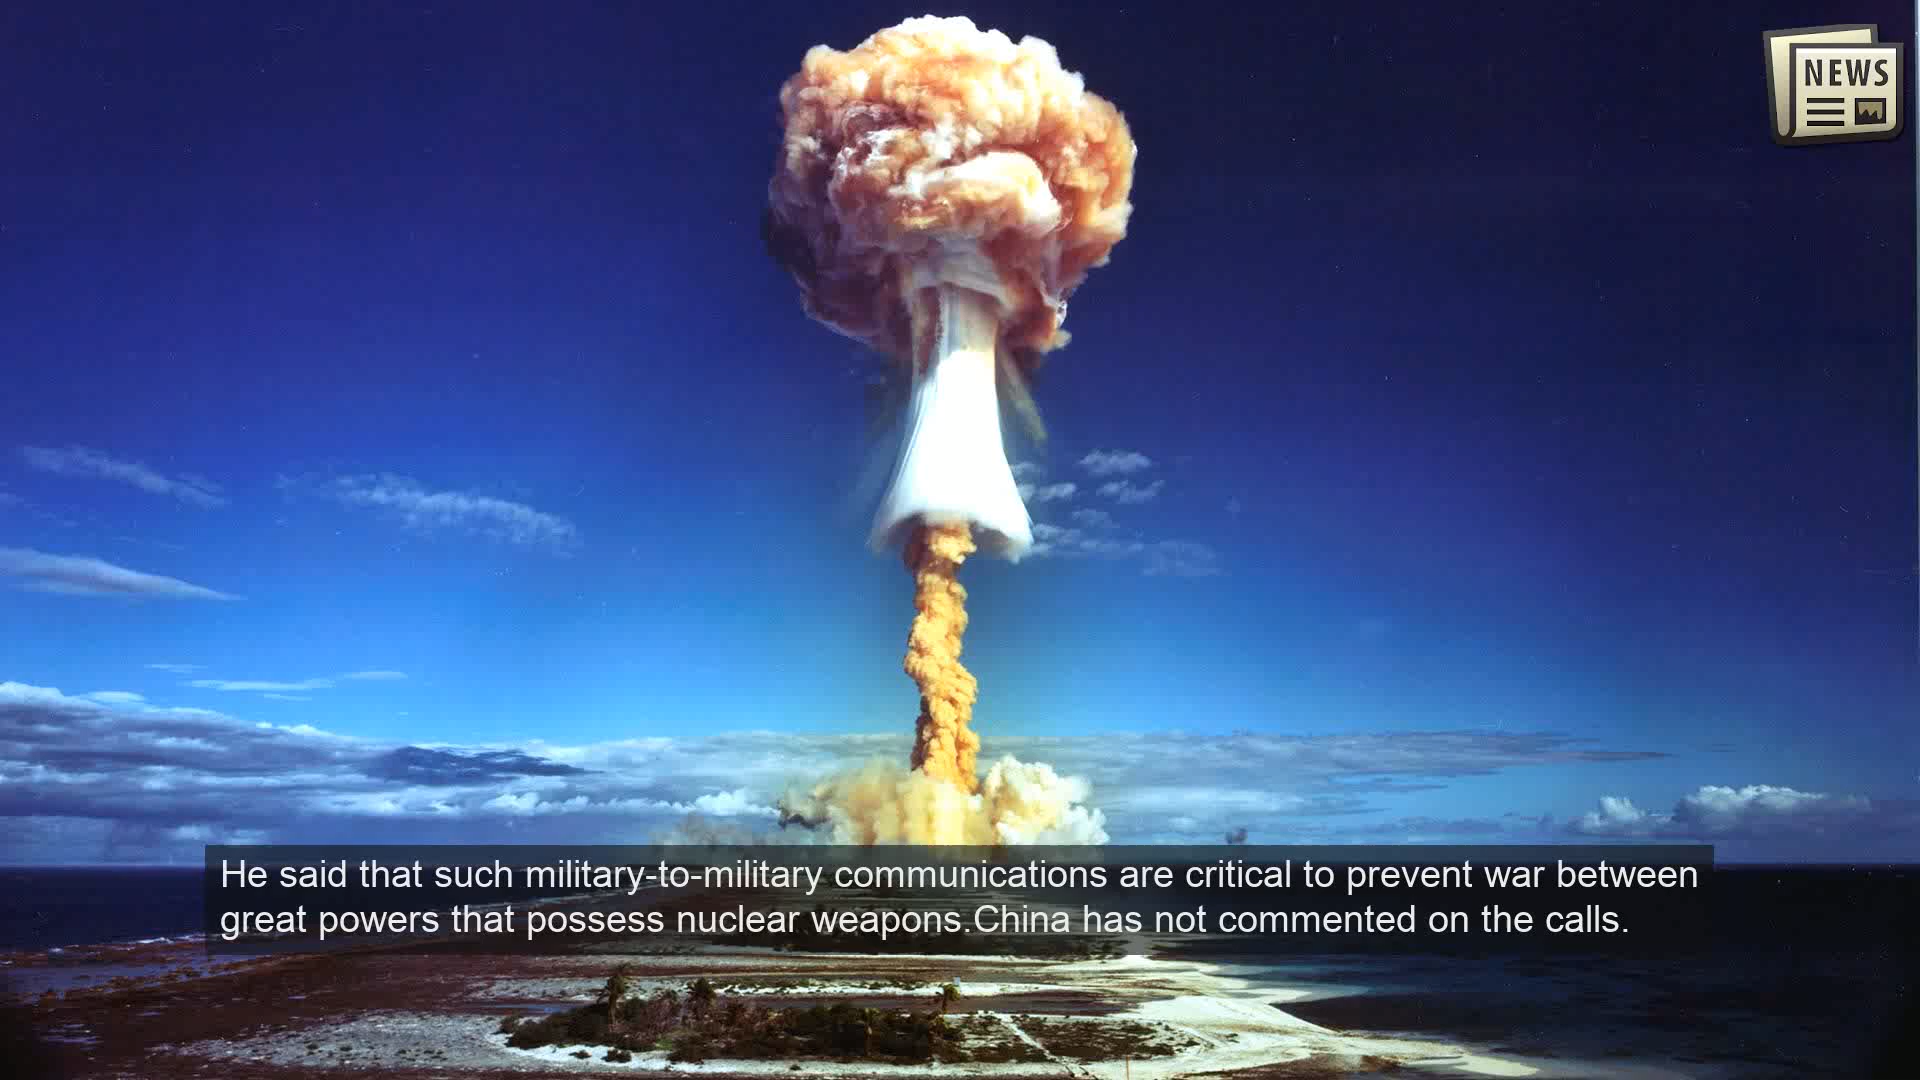 NEWS
He said that such military-to-military communications are critical to prevent war between
great powers that possess nuclear weapons.China has not commented on the calls.